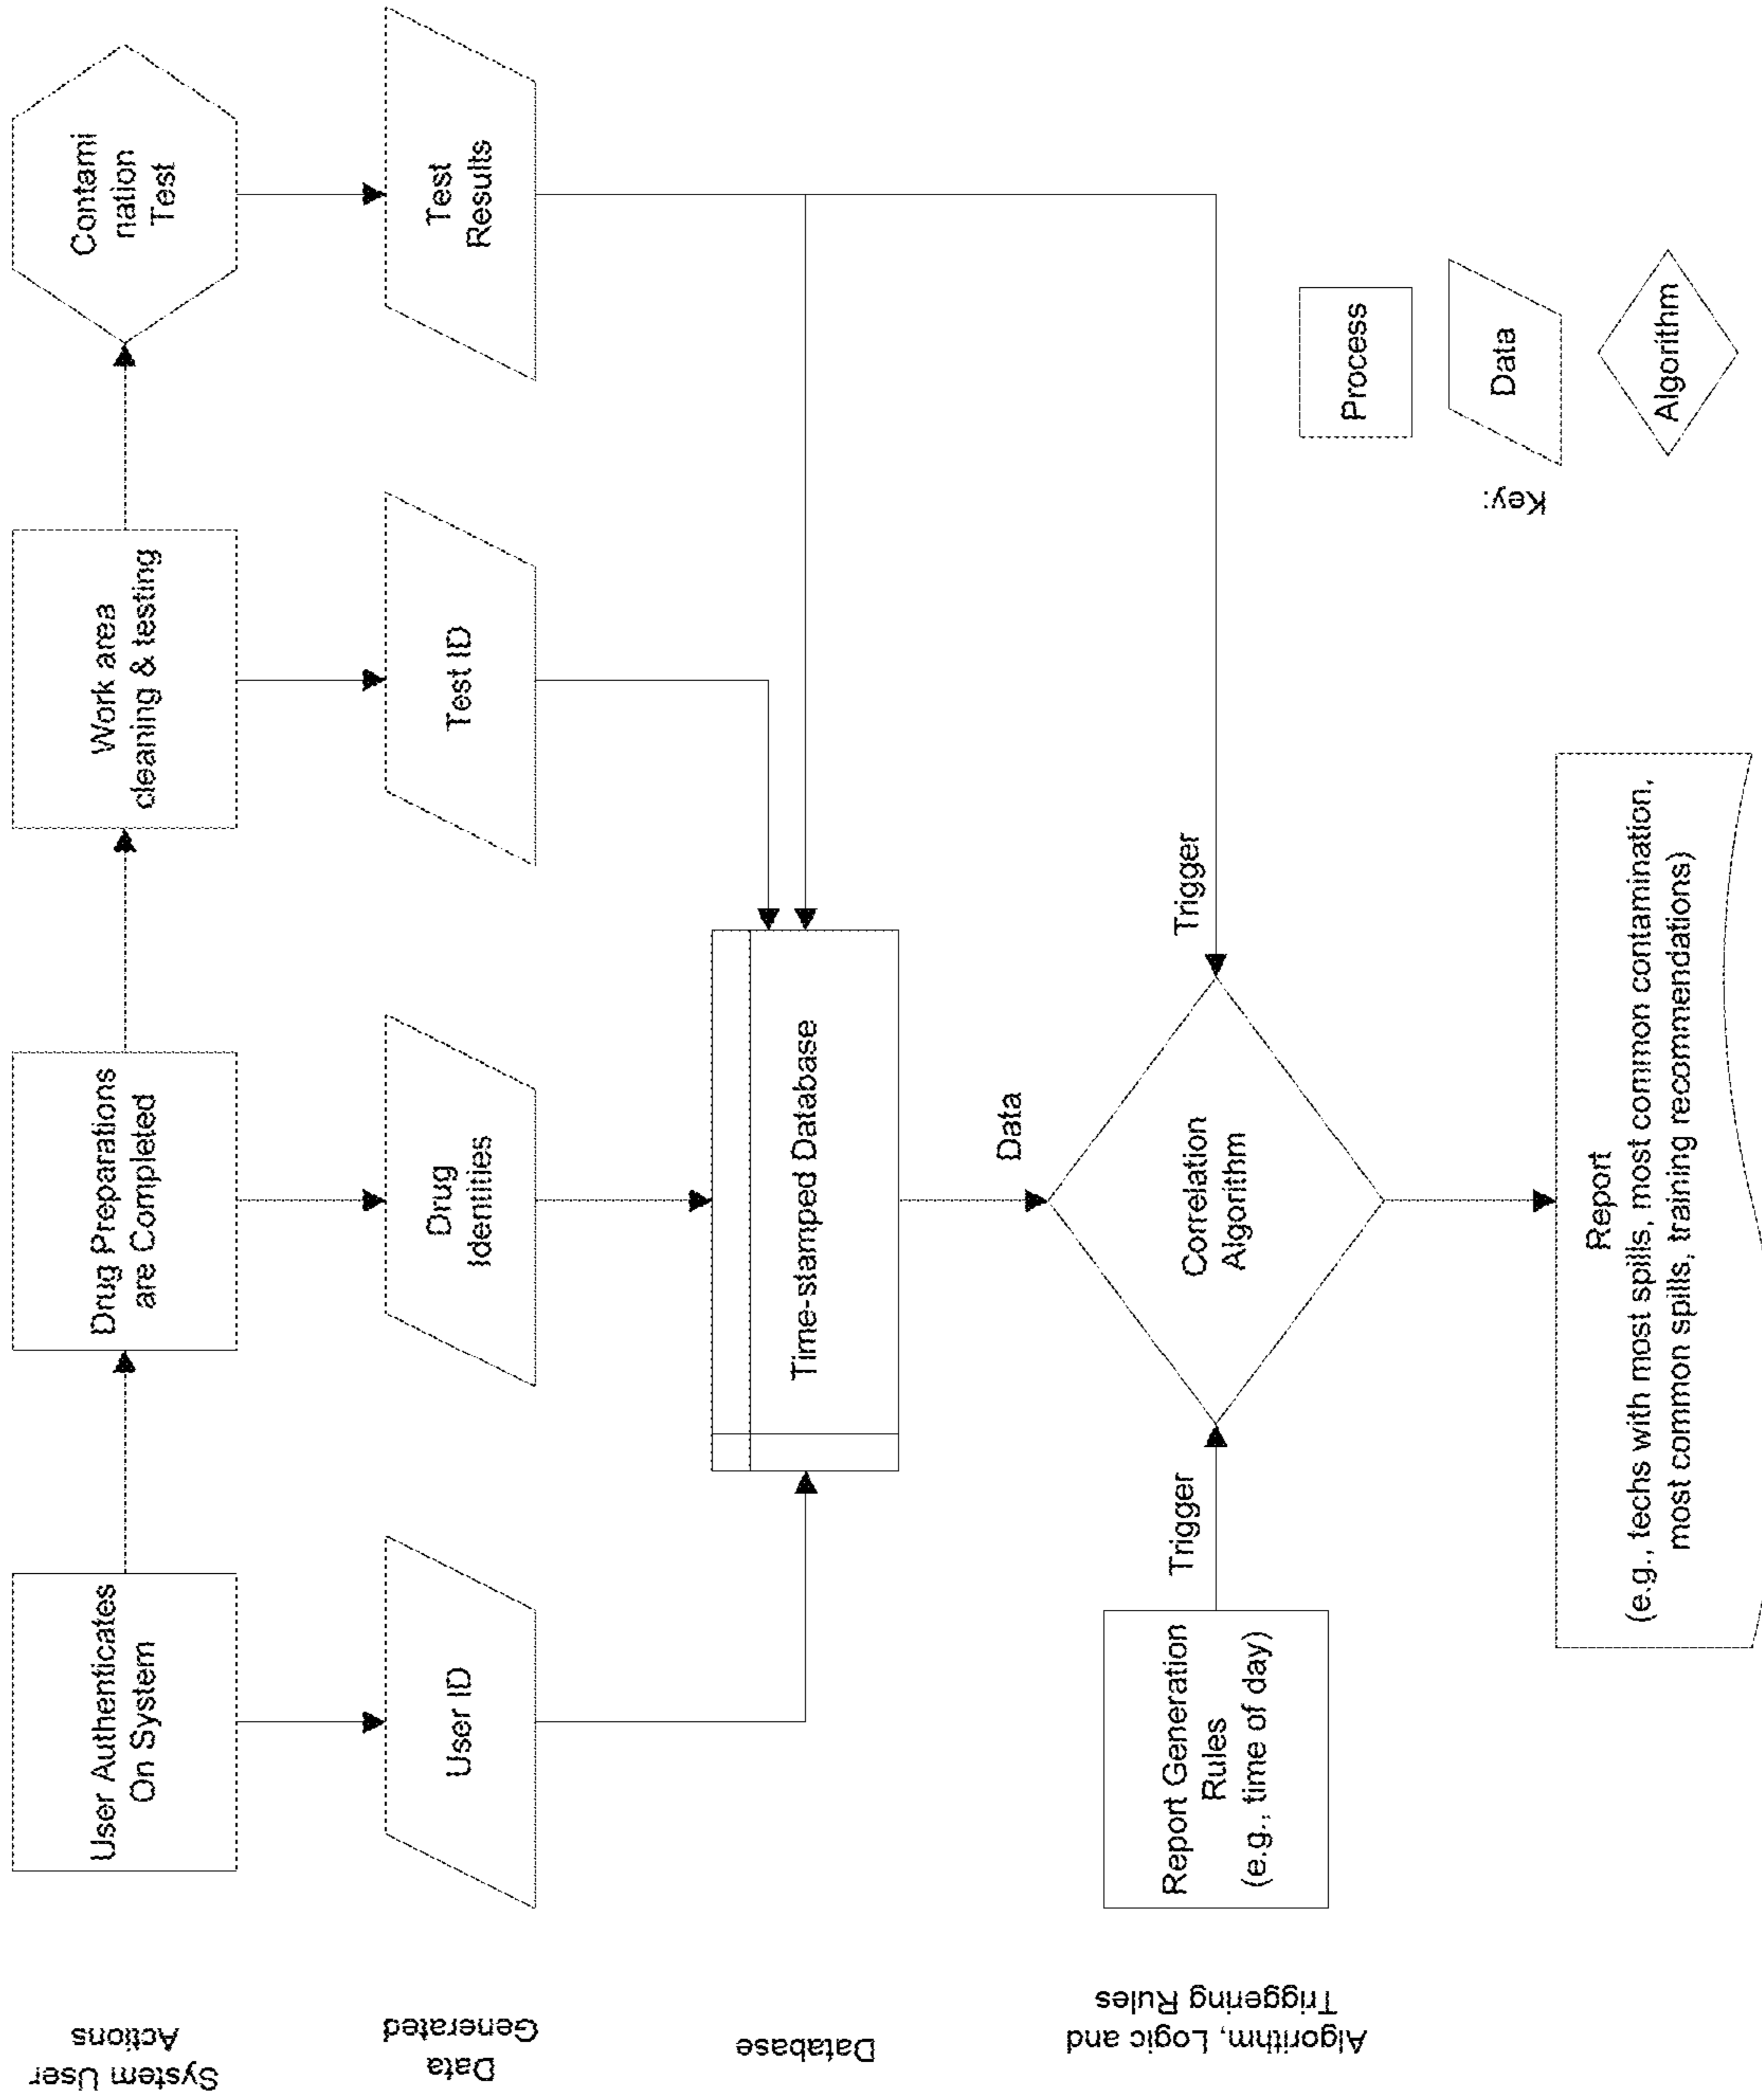 System User
Actions
User Authenticates
On System
Drug Preparations
are Completed
Work area
cleaning & testing
Contami
nation
Test
Data
Generated
User ID
Drug
Identities
Test ID
Test
Results
Database
Time-stamped Database
Data
Algorithm, Logic and
Triggering Rules
Report Generation
Rules
(e.g., time of day)
Trigger
Correlation
Algorithm
Trigger
Report
(e.g., techs with most spills, most common contamination,
most common spills, training recommendations)
Key:
Process
Data
Algorithm